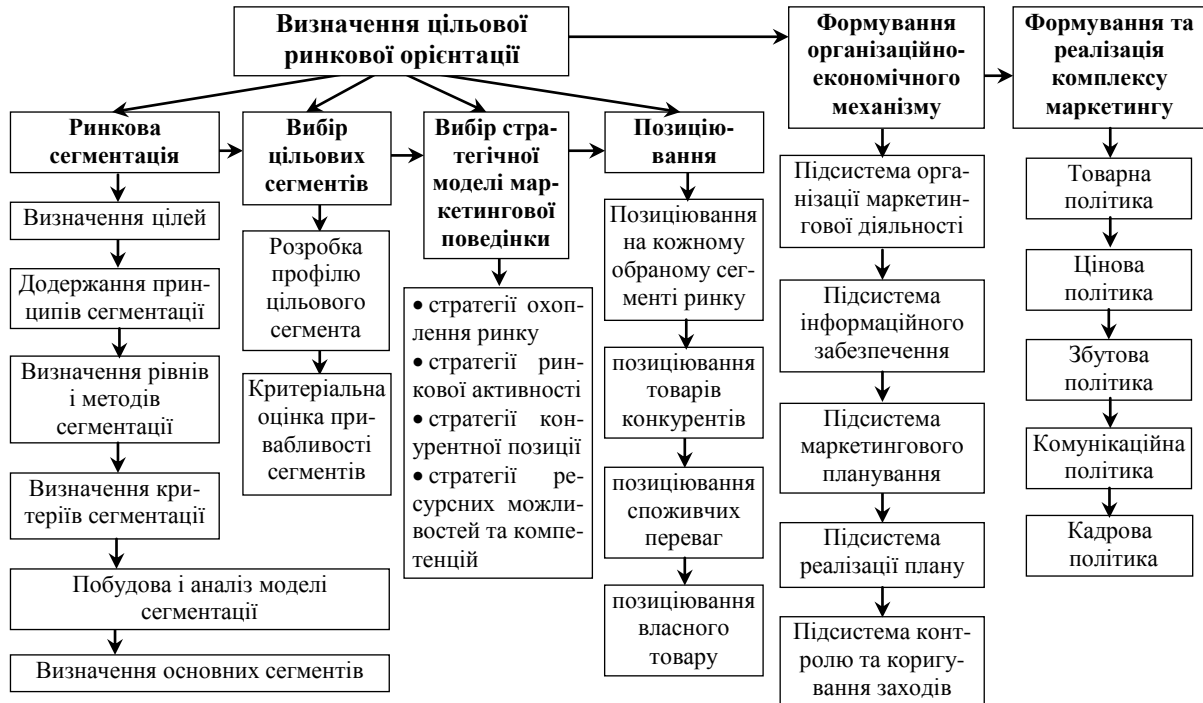 Визначення цільової
ринкової орієнтації
Формування
організаційно-
економічного
механізму
Формування та
реалізація
комплексу
маркетингу
Ринкова
сегментація
Вибір
цільових
сегментів
Вибір стра-
тегічної
моделі мар-
кетингової
поведінки
Позицію-
вання
Визначення цілей
Додержання прин-
ципів сегментації
Визначення рівнів
і методів
сегментації
Визначення кри-
теріїв сегментації
Побудова і аналіз моделі
сегментації
Визначення основних сегментів
Розробка
профілю
цільового
сегмента
Критеріальна
оцінка при-
вабливості
сегментів
• стратегії охоп-
лення ринку
• стратегії рин-
кової активності
• стратегії кон-
курентної позиції
• стратегії ре-
сурсних можли-
востей та компе-
тенцій
Позиціювання
на кожному
обраному сег-
менті ринку
позиціювання
товарів
конкурентів
позиціювання
споживчих
переваг
позиціювання
власного
товару
Підсистема орга-
нізації маркетин-
гової діяльності
Підсистема
інформаційного
забезпечення
Підсистема
маркетингового
планування
Підсистема
реалізації плану
Підсистема конт-
ролю та коригу-
вання заходів
Товарна
політика
Цінова
політика
Збутова
політика
Комунікаційна
політика
Кадрова
політика